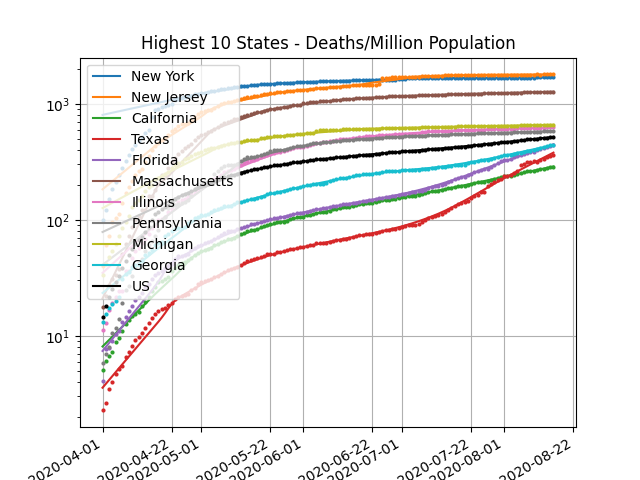 Highest 10 States - Deaths/Million Population
New York
New Jersey
California
Texas
Florida
Massachusetts
Illinois
Pennsylvania
Michigan
Georgia
US
10³
10²
10¹
2020-04-01
2020-04-22
2020-05-01
2020-05-22
2020-06-01
2020-06-22
2020-07-01
2020-07-22
2020-08-01
2020-08-22